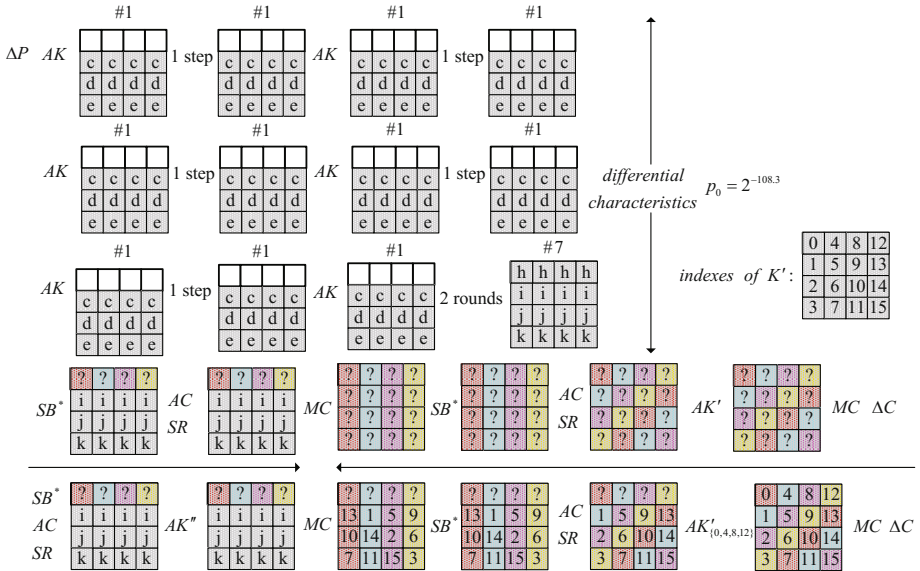 #1 #1 #1 #1
ΔP AK 1 step AK 1 step
c c c c c c c c c c c c c c c c
d d d d d d d d d d d d d d d d
e e e e e e e e e e e e e e e e
#1 #1 #1 #1
AK 1 step AK 1 step
c c c c c c c c c c c c c c c c
d d d d d d d d d d d d d d d d
e e e e e e e e e e e e e e e e
differential characteristics p₀ = 2^{-108.3}
#1 #1 #1 #7
AK 1 step AK 2 rounds
h h h h
c c c c c c c c c c c c i i i i
d d d d d d d d d d d d j j j j
e e e e e e e e e e e e k k k k
indexes of K′:
0 4 8 12
1 5 9 13
2 6 10 14
3 7 11 15
SB* AC SR MC SB* AC SR AK′ MC ΔC
? ? ? ? ? ? ? ? ? ? ? ? ? ? ? ? ? ? ? ? ? ? ? ?
i i i i i i i i ? ? ? ? ? ? ? ? ? ? ? ? ? ? ? ?
j j j j j j j j ? ? ? ? ? ? ? ? ? ? ? ? ? ? ? ?
k k k k k k k k ? ? ? ? ? ? ? ? ? ? ? ? ? ? ? ?
SB* AC SR AK″ MC SB* AC SR AK′{0,4,8,12} MC ΔC
? ? ? ? ? ? ? ? ? ? ? ? ? ? ? ? ? ? ? ? 0 4 8 12
i i i i i i i i 13 1 5 9 13 1 5 9 1 5 9 13 1 5 9 13
j j j j j j j j 10 14 2 6 10 14 2 6 2 6 10 14 2 6 10 14
k k k k k k k k 7 11 15 3 7 11 15 3 3 7 11 15 3 7 11 15